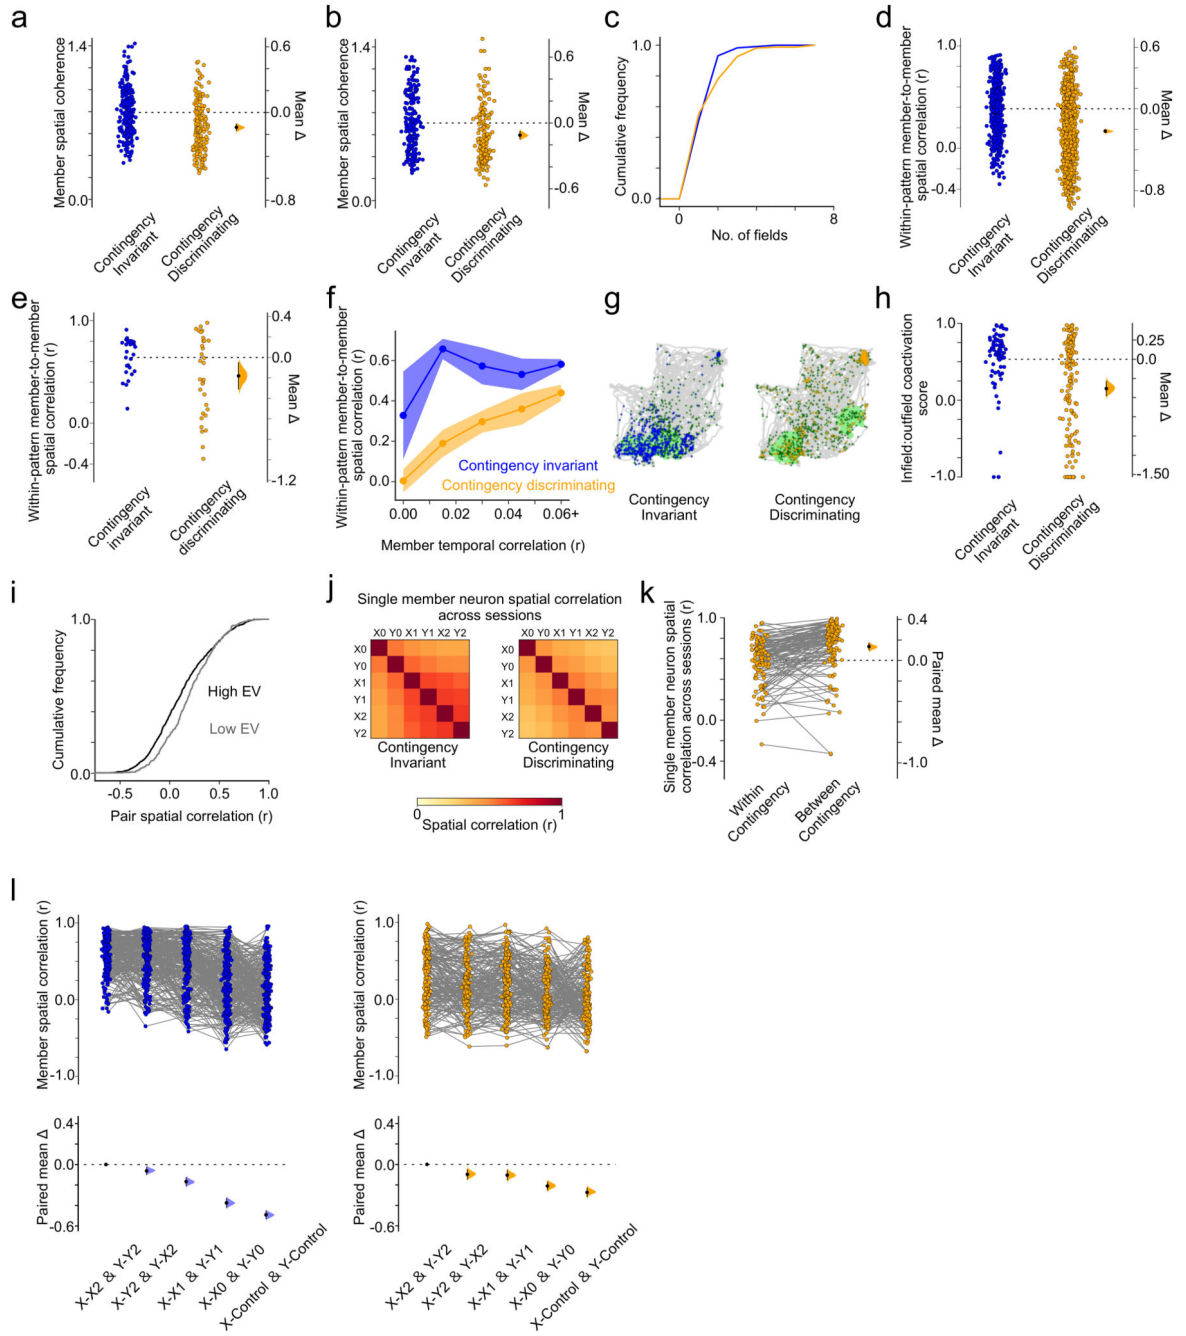 a
Member spatial coherence
1.4
0.0
0.6
0.0
-0.8
Mean Δ
Contingency
Invariant
Contingency
Discriminating
b
Member spatial coherence
1.4
0.0
0.6
0.0
-0.6
Mean Δ
Contingency
Invariant
Contingency
Discriminating
c
Cumulative frequency
1.0
0.0
0
8
No. of fields
d
Within-pattern member-to-member
spatial correlation (r)
1.0
0.0
-0.4
0.6
0.0
-0.8
Mean Δ
Contingency
Invariant
Contingency
Discriminating
e
Within-pattern member-to-member
spatial correlation (r)
1.0
0.0
-0.4
0.4
0.0
-1.2
Mean Δ
Contingency
invariant
Contingency
discriminating
f
Within-pattern member-to-member
spatial correlation (r)
0.6
0.4
0.2
0.0
Contingency invariant
Contingency discriminating
0.00 0.02 0.04 0.06+
Member temporal correlation (r)
g
Contingency
Invariant
Contingency
Discriminating
h
Infield:outfield coactivation
score
1.0
0.0
-1.0
0.25
0.0
-1.50
Mean Δ
Contingency
Invariant
Contingency
Discriminating
i
Cumulative frequency
1.0
0.0
High EV
Low EV
-0.5 0.0 0.5 1.0
Pair spatial correlation (r)
j
Single member neuron spatial correlation
across sessions
X0 Y0 X1 Y1 X2 Y2
X0
Y0
X1
Y1
X2
Y2
Contingency
Invariant
X0 Y0 X1 Y1 X2 Y2
X0
Y0
X1
Y1
X2
Y2
Contingency
Discriminating
0 1
Spatial correlation (r)
k
Single member neuron spatial
correlation across sessions (r)
1.0
0.0
-0.4
0.4
0.0
-1.0
Paired mean Δ
Within
Contingency
Between
Contingency
l
Member spatial correlation (r)
1.0
0.0
-1.0
Paired mean Δ
0.4
0.0
-0.6
X-X2 & Y-Y2
X-Y2 & Y-X2
X-X1 & Y-Y1
X-X0 & Y-Y0
X-Control & Y-Control
Member spatial correlation (r)
1.0
0.0
-1.0
Paired mean Δ
0.4
0.0
-0.6
X-X2 & Y-Y2
X-Y2 & Y-X2
X-X1 & Y-Y1
X-X0 & Y-Y0
X-Control & Y-Control